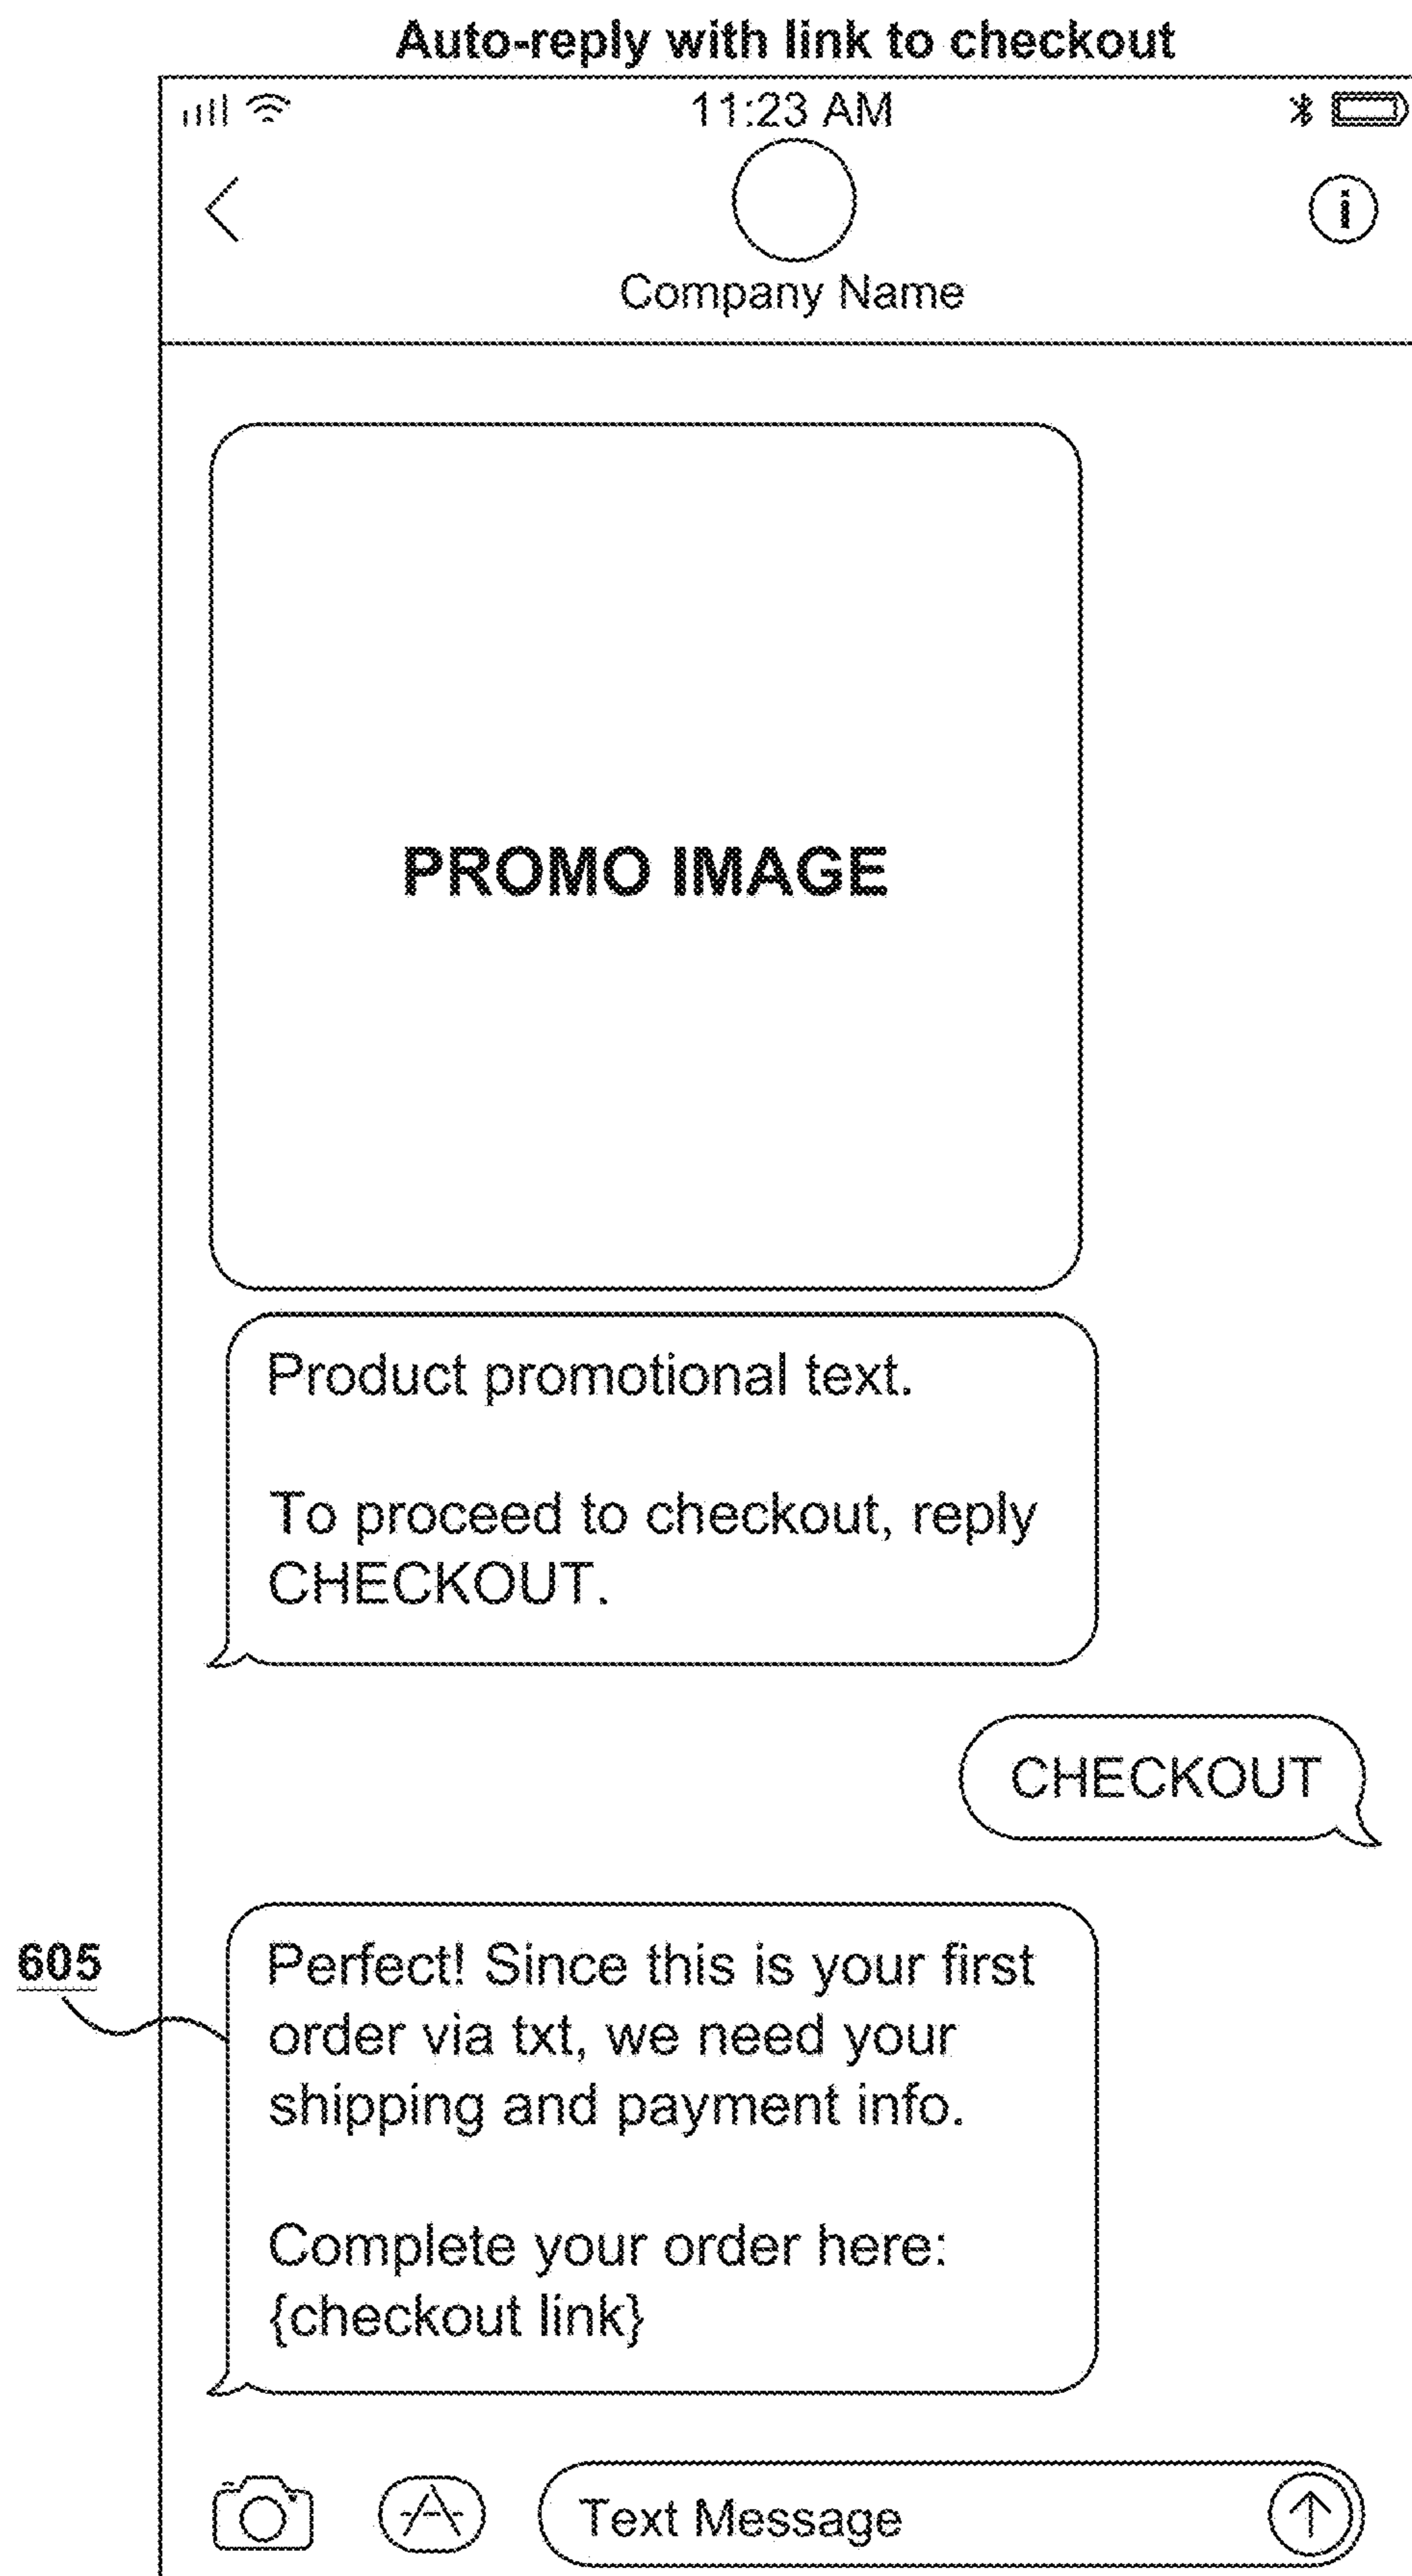 Auto-reply with link to checkout
11:23 AM
i
Company Name
PROMO IMAGE
Product promotional text.
To proceed to checkout, reply
CHECKOUT.
CHECKOUT
605
Perfect! Since this is your first
order via txt, we need your
shipping and payment info.
Complete your order here:
{checkout link}
Text Message